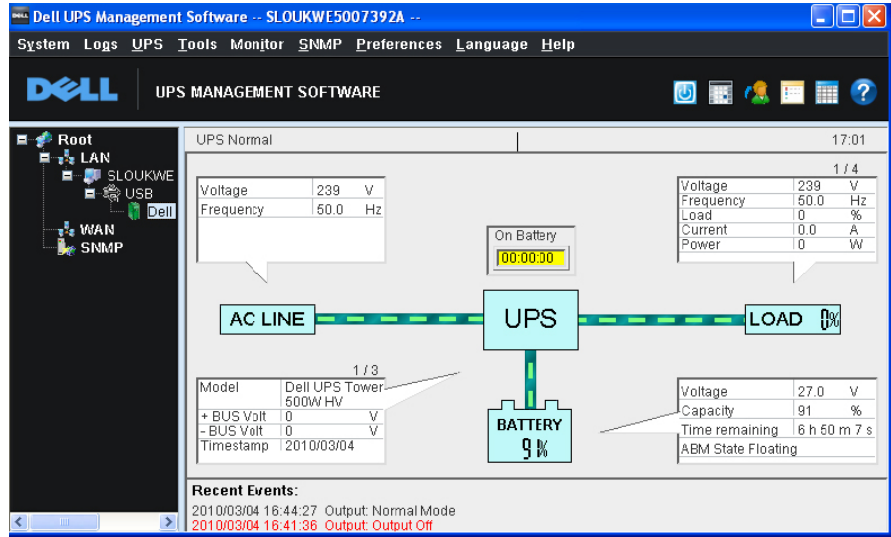 Dell UPS Management Software -- SLOUKWE5007392A --
System Logs UPS Tools Monitor SNMP Preferences Language Help
DELL UPS MANAGEMENT SOFTWARE
Root
LAN
SLOUKWE
USB
Dell
WAN
SNMP
UPS Normal 17:01
Voltage 239 V
Frequency 50.0 Hz
1 / 4
Voltage 239 V
Frequency 50.0 Hz
Load 0 %
Current 0.0 A
Power 0 W
On Battery
00:00:00
AC LINE
UPS
LOAD 0%
1 / 3
Model Dell UPS Tower
500W HV
+ BUS Volt 0 V
- BUS Volt 0 V
Timestamp 2010/03/04
BATTERY
91%
Voltage 27.0 V
Capacity 91 %
Time remaining 6 h 50 m 7 s
ABM State Floating
Recent Events:
2010/03/04 16:44:27 Output: Normal Mode
2010/03/04 16:41:36 Output: Output Off